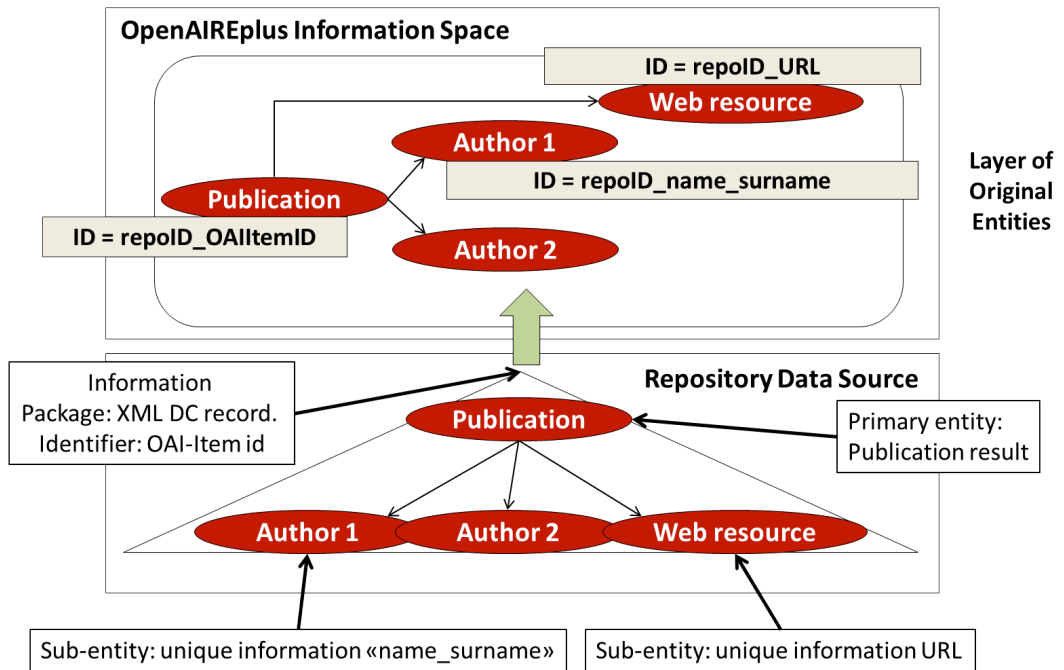 OpenAIREplus Information Space
ID = repoID_URL
Web resource
Author 1
ID = repoID_name_surname
Publication
ID = repoID_OAIItemID
Author 2
Layer of
Original
Entities
Information
Package: XML DC record.
Identifier: OAI-Item id
Repository Data Source
Publication
Primary entity:
Publication result
Author 1
Author 2
Web resource
Sub-entity: unique information «name_surname»
Sub-entity: unique information URL